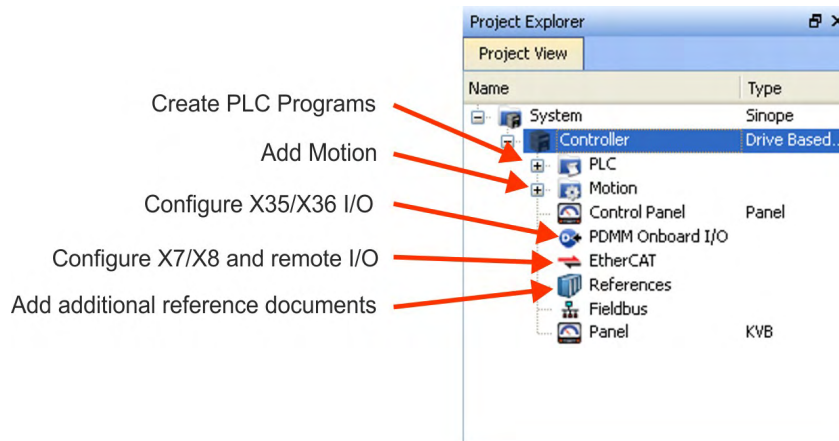 Project Explorer
Project View
Name Type
System Sinope
Create PLC Programs
Controller Drive Based...
Add Motion
PLC
Motion
Configure X35/X36 I/O
Control Panel Panel
PDMM Onboard I/O
Configure X7/X8 and remote I/O
EtherCAT
Add additional reference documents
References
Fieldbus
Panel KVB